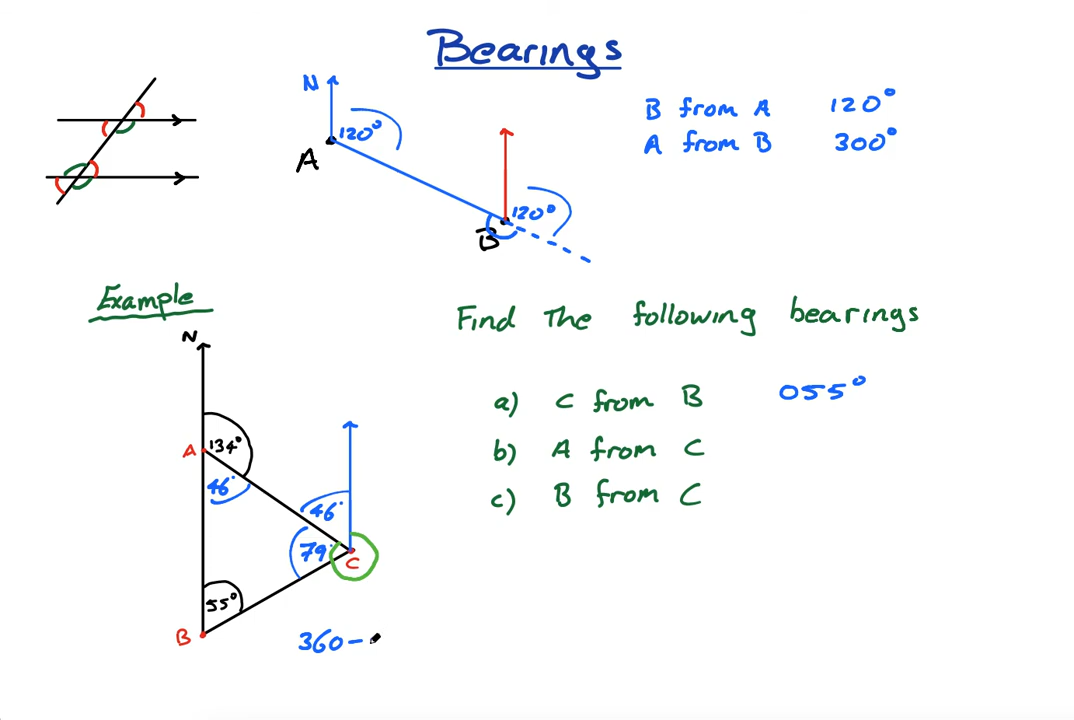 Bearings
N
120°
A
120°
B
B from A 120°
A from B 300°
Example
Find the following bearings
N
A
134°
46°
46°
79°
C
55°
B
360 -
a) C from B 055°
b) A from C
c) B from C